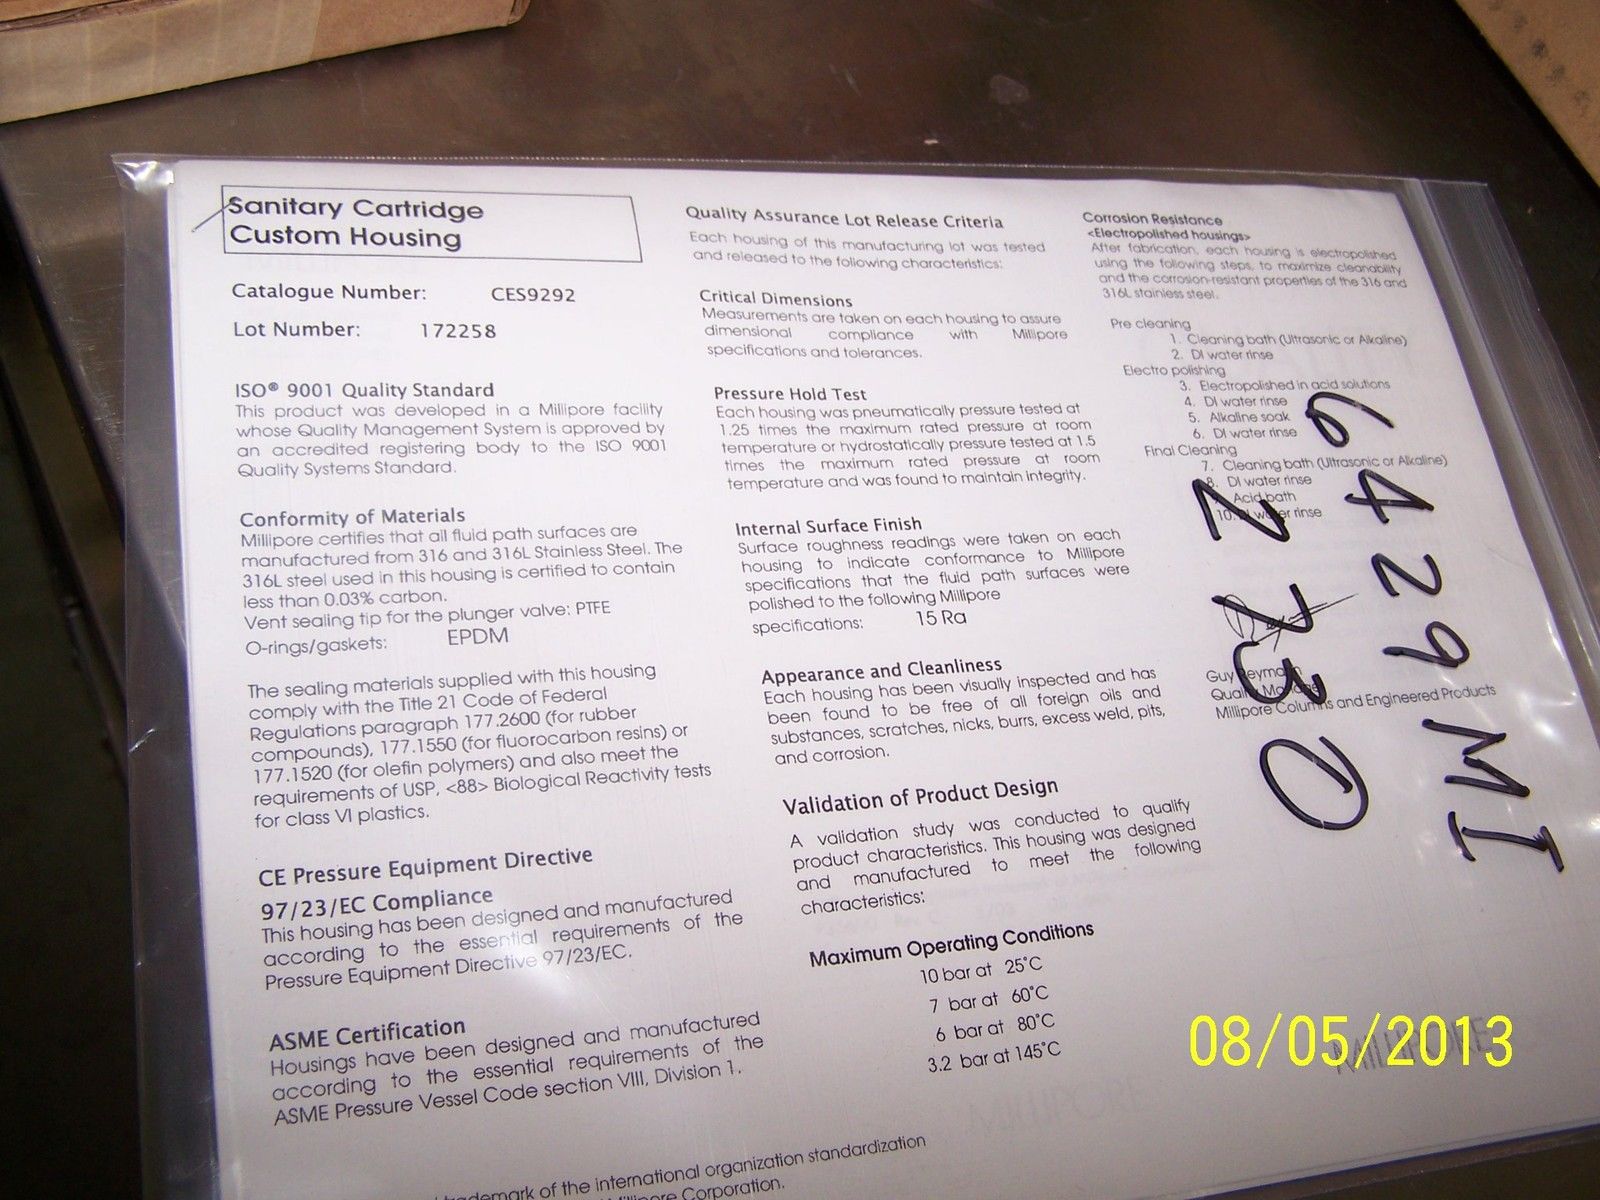 Sanitary Cartridge
Custom Housing
Catalogue Number: CES9292
Lot Number: 172258
ISO® 9001 Quality Standard
This product was developed in a Millipore facility
whose Quality Management System is approved by
an accredited registering body to the ISO 9001
Quality Systems Standard.
Conformity of Materials
Millipore certifies that all fluid path surfaces are
manufactured from 316 and 316L Stainless Steel. The
316L steel used in this housing is certified to contain
less than 0.03% carbon.
Vent sealing tip for the plunger valve: PTFE
O-rings/gaskets: EPDM
The sealing materials supplied with this housing
comply with the Title 21 Code of Federal
Regulations paragraph 177.2600 (for rubber
compounds), 177.1550 (for fluorocarbon resins) or
177.1520 (for olefin polymers) and also meet the
requirements of USP, <88> Biological Reactivity tests
for class VI plastics.
CE Pressure Equipment Directive
97/23/EC Compliance
This housing has been designed and manufactured
according to the essential requirements of the
Pressure Equipment Directive 97/23/EC.
ASME Certification
Housings have been designed and manufactured
according to the essential requirements of the
ASME Pressure Vessel Code section VIII, Division 1.
of the international organization standardization
Corporation.
Quality Assurance Lot Release Criteria
Each housing of this manufacturing lot was tested
and released to the following characteristics:
Critical Dimensions
Measurements are taken on each housing to assure
dimensional compliance with Millipore
specifications and tolerances.
Pressure Hold Test
Each housing was pneumatically pressure tested at
1.25 times the maximum rated pressure at room
temperature or hydrostatically pressure tested at 1.5
times the maximum rated pressure at room
temperature and was found to maintain integrity.
Internal Surface Finish
Surface roughness readings were taken on each
housing to indicate conformance to Millipore
specifications that the fluid path surfaces were
polished to the following Millipore
specifications: 15 Ra
Appearance and Cleanliness
Each housing has been visually inspected and has
been found to be free of all foreign oils and
substances, scratches, nicks, burrs, excess weld, pits,
and corrosion.
Validation of Product Design
A validation study was conducted to qualify
product characteristics. This housing was designed
and manufactured to meet the following
characteristics:
Maximum Operating Conditions
10 bar at 25°C
7 bar at 60°C
6 bar at 80°C
3.2 bar at 145°C
Corrosion Resistance
<Electropolished housings>
After fabrication, each housing is electropolished
using the following steps, to maximize cleanability
and the corrosion-resistant properties of the 316 and
316L stainless steel.
Pre cleaning
1. Cleaning bath (Ultrasonic or Alkaline)
2. DI water rinse
Electro polishing
3. Electropolished in acid solutions
4. DI water rinse
5. Alkaline soak
6. DI water rinse
Final Cleaning
7. Cleaning bath (Ultrasonic or Alkaline)
8. DI water rinse
Acid bath
10. DI water rinse
Guy
Quality Manager
Millipore Columns and Engineered Products
6429MI
MILLIPORE
08/05/2013